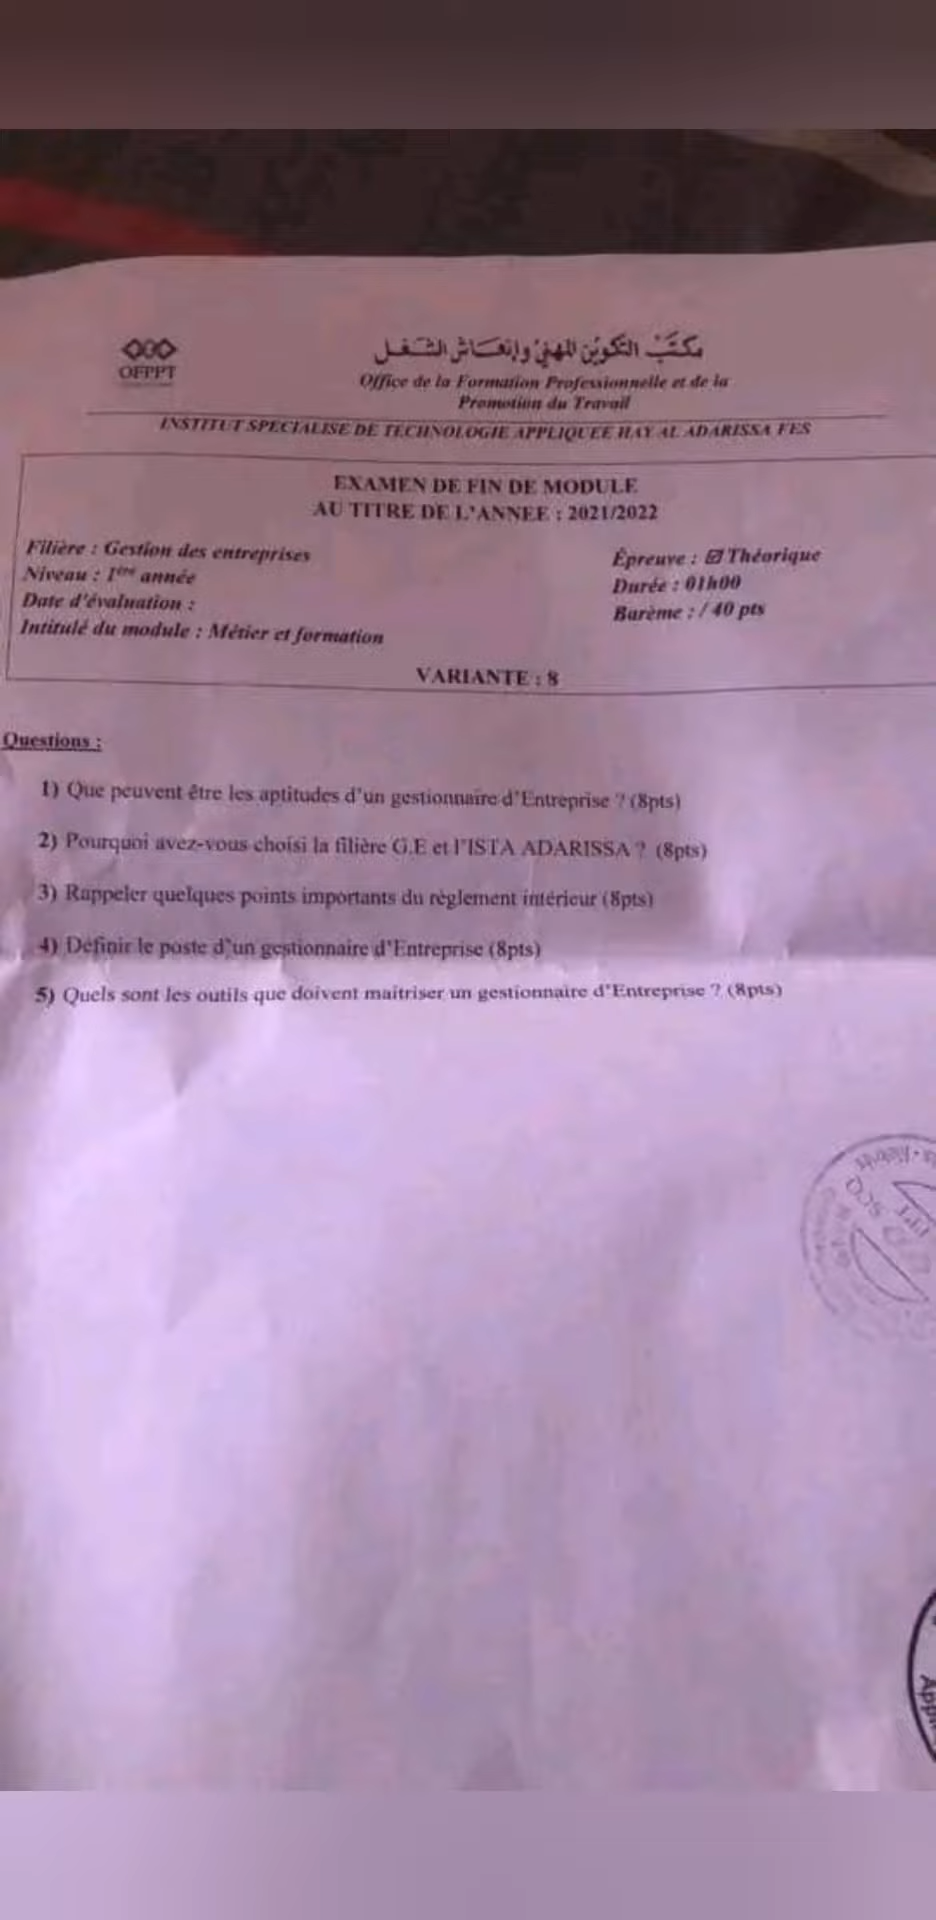 OFPPT
مكتب التكوين المهني وإنعاش الشغل
Office de la Formation Professionnelle et de la
Promotion du Travail
INSTITUT SPECIALISE DE TECHNOLOGIE APPLIQUEE HAY AL ADARISSA FES
EXAMEN DE FIN DE MODULE
AU TITRE DE L'ANNEE : 2021/2022
Filière : Gestion des entreprises
Niveau : 1ère année
Date d'évaluation :
Intitulé du module : Métier et formation
Épreuve : ☑ Théorique
Durée : 01h00
Barème : / 40 pts
VARIANTE : 8
Questions :
1) Que peuvent être les aptitudes d'un gestionnaire d'Entreprise ? (8pts)
2) Pourquoi avez-vous choisi la filière G.E et l'ISTA ADARISSA ? (8pts)
3) Rappeler quelques points importants du règlement intérieur (8pts)
4) Définir le poste d'un gestionnaire d'Entreprise (8pts)
5) Quels sont les outils que doivent maitriser un gestionnaire d'Entreprise ? (8pts)